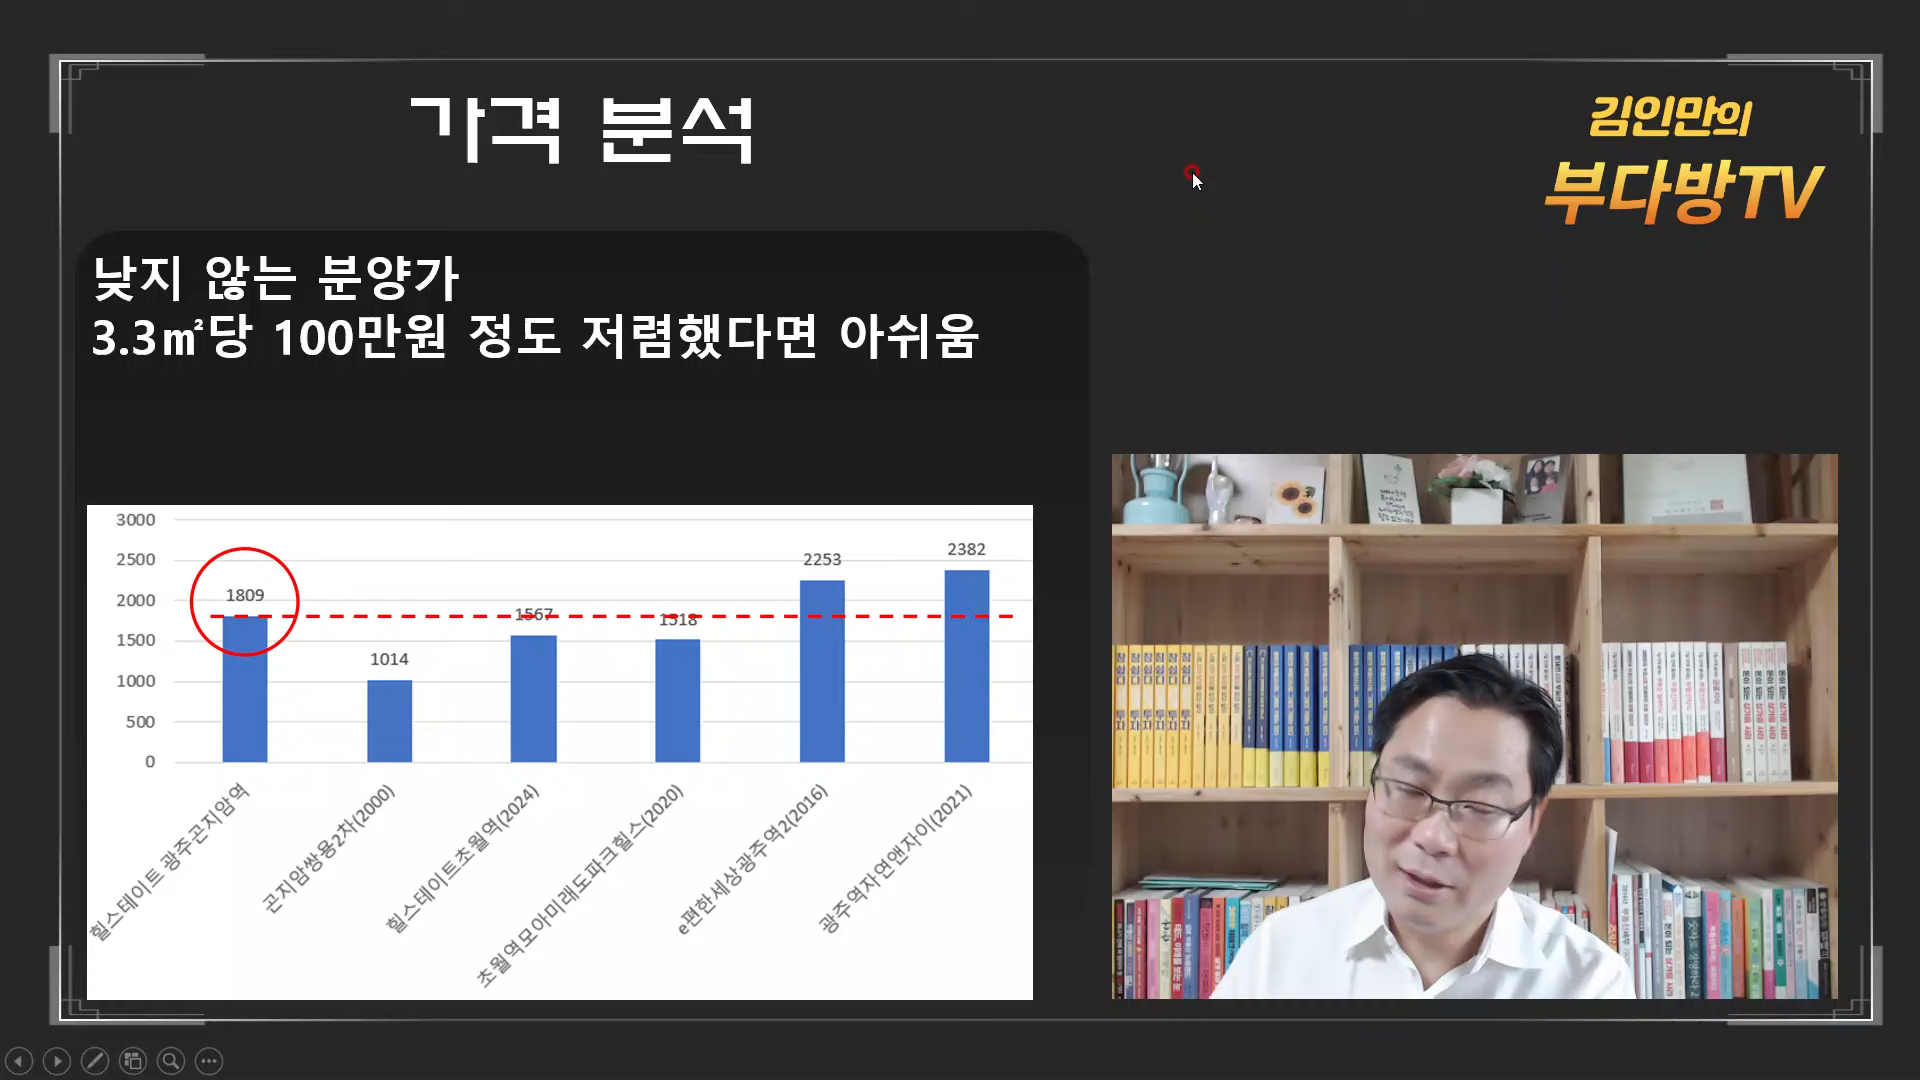 가격 분석
김인만의
부다방TV
낮지 않는 분양가
3.3㎡당 100만원 정도 저렴했다면 아쉬움
3000
2500
2000
1500
1000
500
0
1809
1014
1567
1518
2253
2382
힐스테이트 광주곤지암역
곤지암쌍용2차(2000)
힐스테이트초월역(2024)
초월역모아미래도파크힐스(2020)
e편한세상광주역2(2016)
광주역자연앤자이(2021)